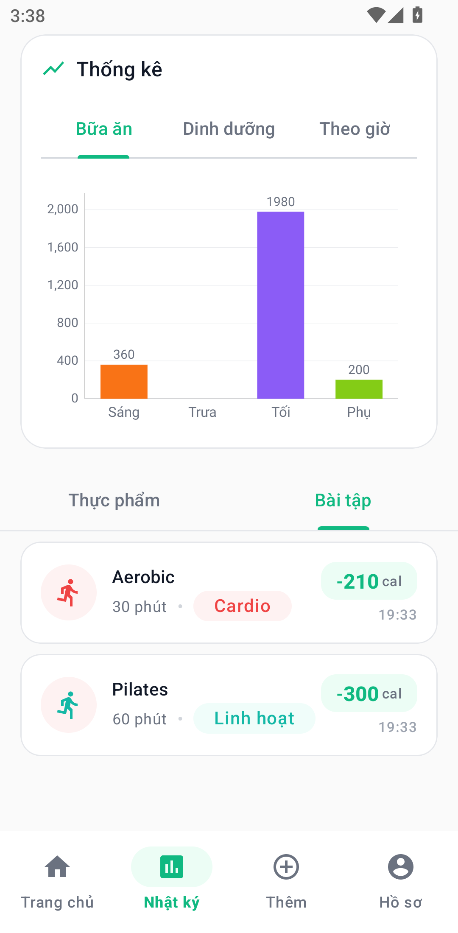 3:38
Thống kê
Bữa ăn Dinh dưỡng Theo giờ
2,000
1,600
1,200
800
400
0
360
1980
200
Sáng Trưa Tối Phụ
Thực phẩm Bài tập
Aerobic
30 phút • Cardio
-210 cal
19:33
Pilates
60 phút • Linh hoạt
-300 cal
19:33
Trang chủ Nhật ký Thêm Hồ sơ